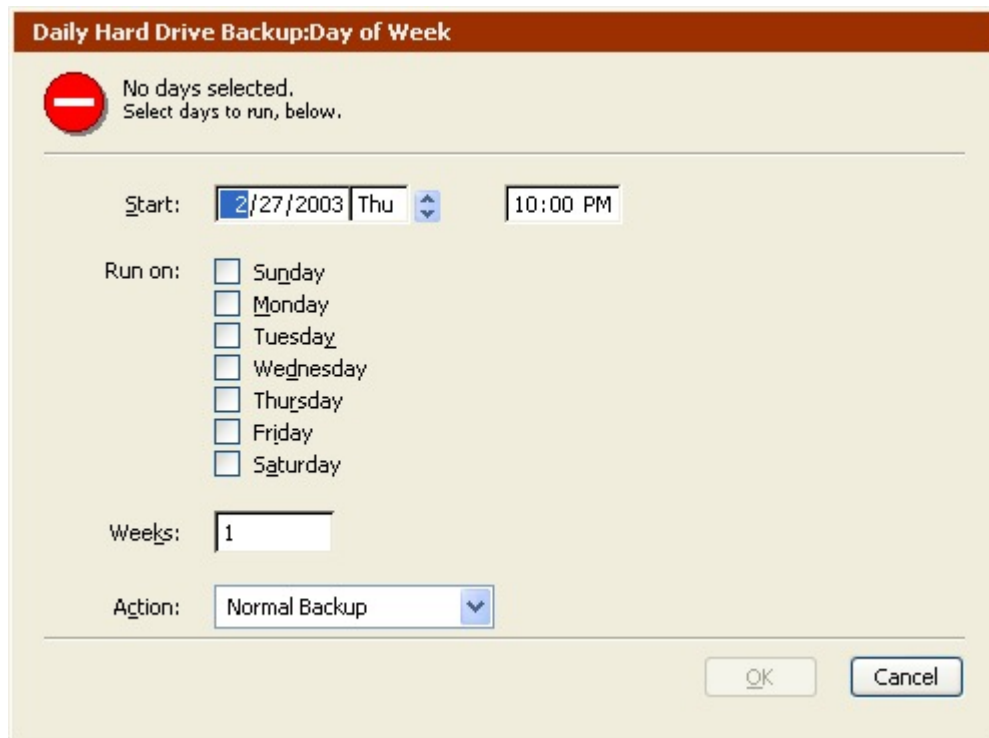 Daily Hard Drive Backup:Day of Week
No days selected.
Select days to run, below.
Start: 2/27/2003 Thu 10:00 PM
Run on: Sunday
Monday
Tuesday
Wednesday
Thursday
Friday
Saturday
Weeks: 1
Action: Normal Backup
OK Cancel